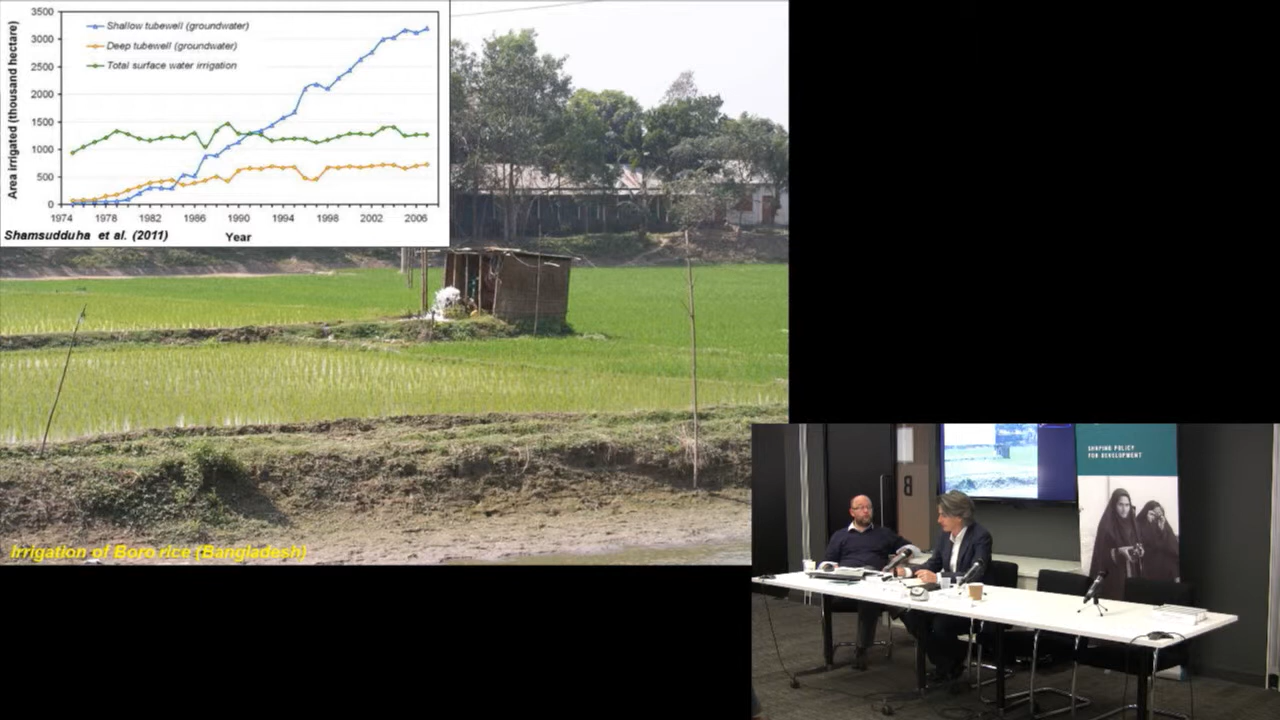 3500
3000
2500
2000
1500
1000
500
0
Area irrigated (thousand hectare)
Shallow tubewell (groundwater)
Deep tubewell (groundwater)
Total surface water irrigation
1974 1978 1982 1986 1990 1994 1998 2002 2006
Shamsudduha et al. (2011)
Year
Irrigation of Boro rice (Bangladesh)
SHAPING POLICY
FOR DEVELOPMENT
8